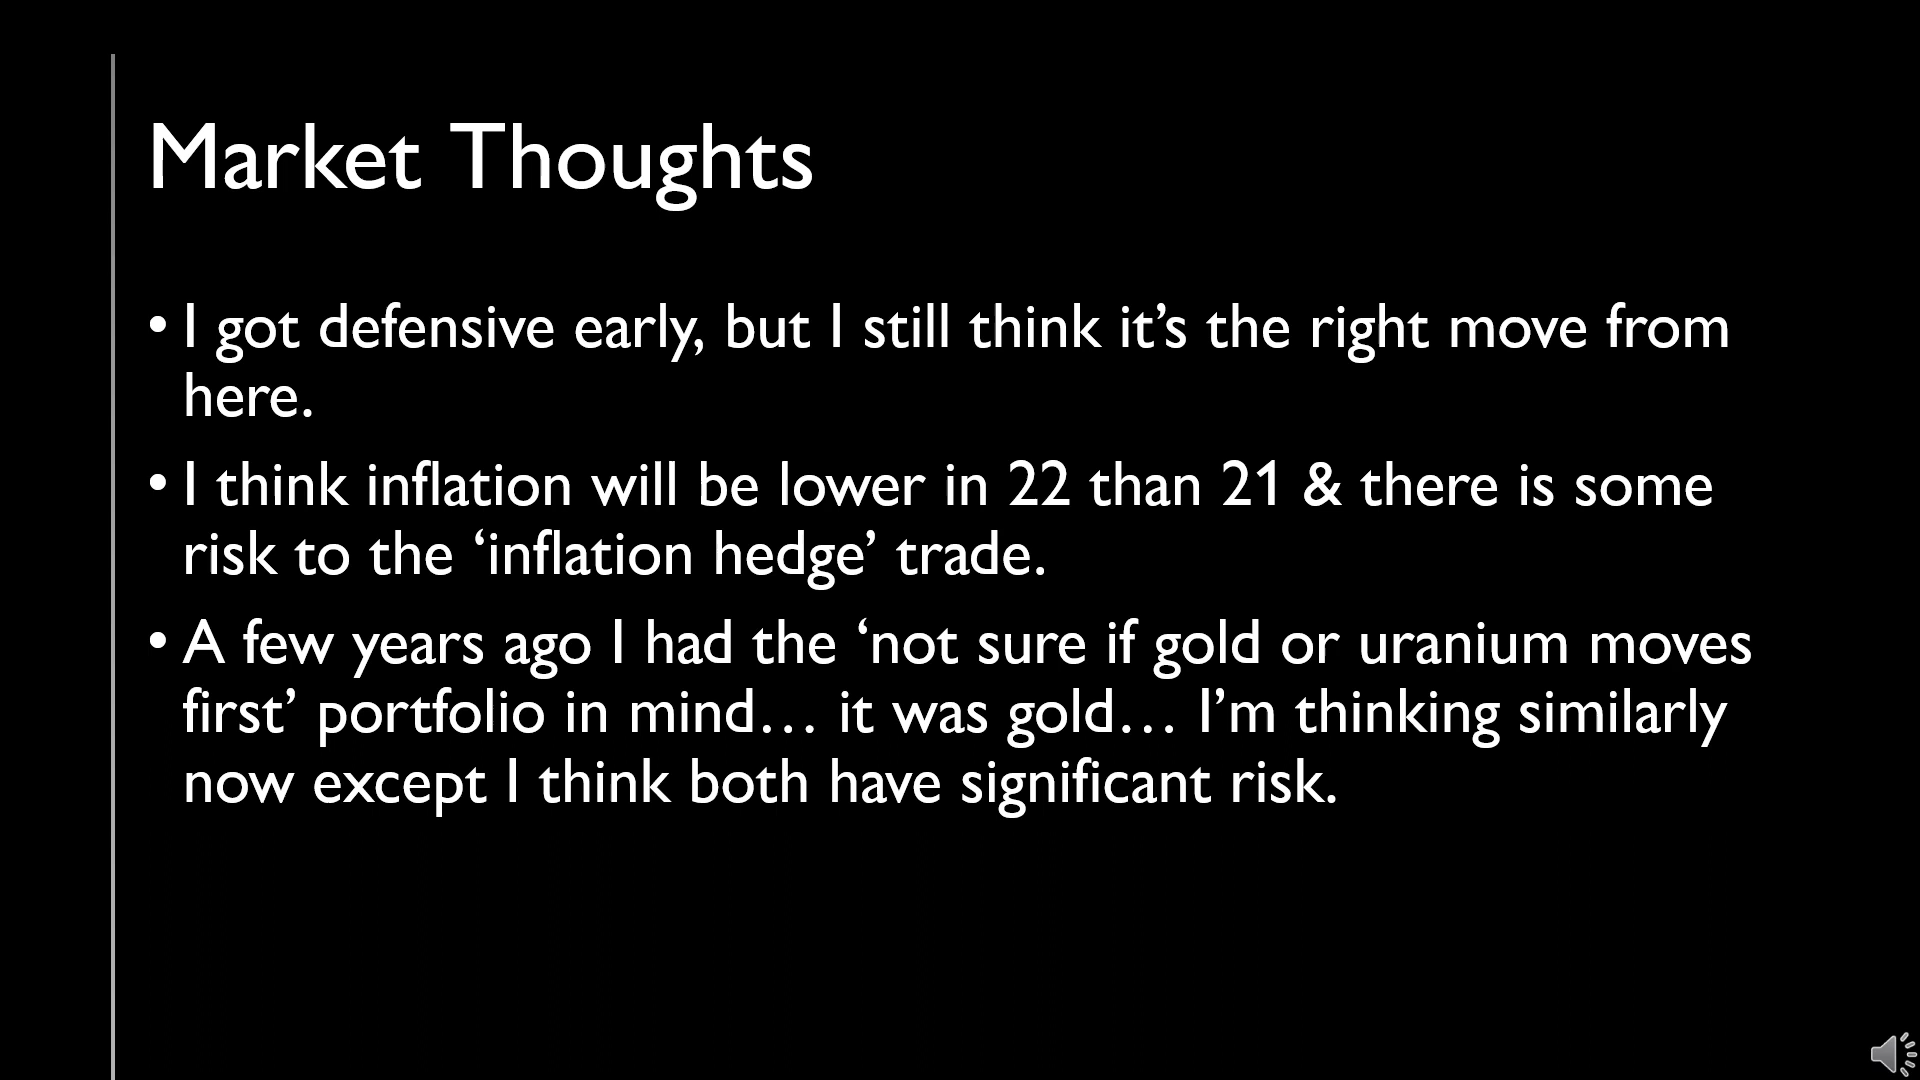 Market Thoughts
• I got defensive early, but I still think it’s the right move from
here.
• I think inflation will be lower in 22 than 21 & there is some
risk to the ‘inflation hedge’ trade.
• A few years ago I had the ‘not sure if gold or uranium moves
first’ portfolio in mind… it was gold… I’m thinking similarly
now except I think both have significant risk.